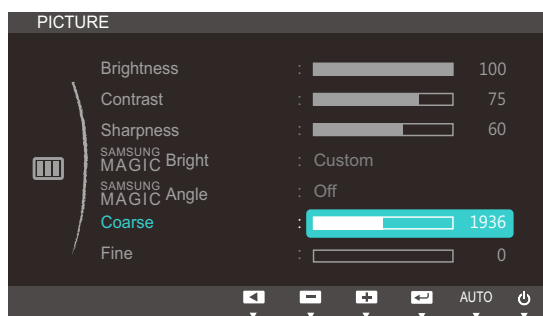 PICTURE
Brightness : 100
Contrast : 75
Sharpness : 60
SAMSUNG MAGIC Bright : Custom
SAMSUNG MAGIC Angle : Off
Coarse : 1936
Fine : 0
AUTO